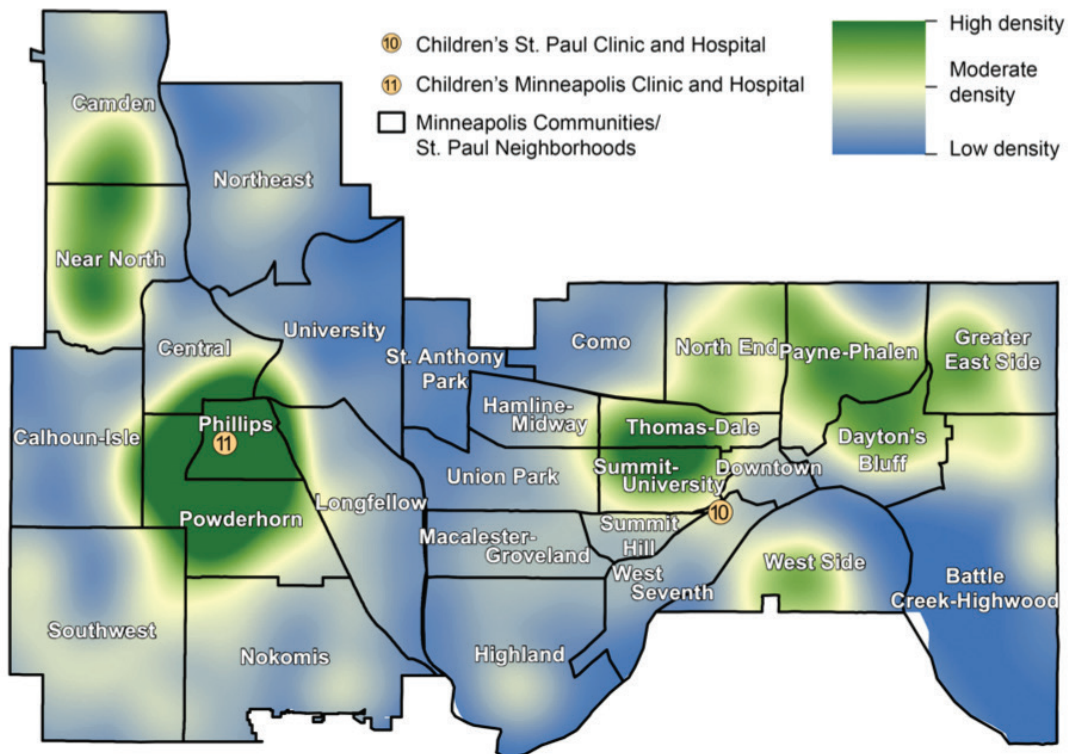 10 Children's St. Paul Clinic and Hospital
11 Children's Minneapolis Clinic and Hospital
Minneapolis Communities/
St. Paul Neighborhoods
High density
Moderate
density
Low density
Camden
Northeast
Near North
University
Central
St. Anthony
Park
Como
North End
Payne-Phalen
Greater
East Side
Calhoun-Isle
Phillips
11
Hamline-
Midway
Thomas-Dale
Dayton's
Bluff
Union Park
Summit-
University
Downtown
Longfellow
Powderhorn
Macalester-
Groveland
Summit
Hill
10
West
Seventh
West Side
Battle
Creek-Highwood
Southwest
Nokomis
Highland